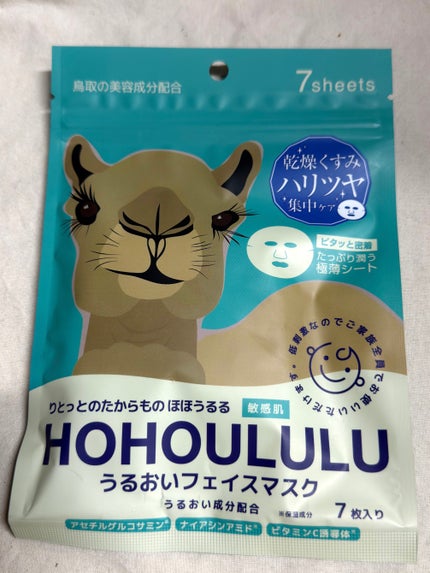 鳥取の美容成分配合
7sheets
乾燥くすみ
ハリツヤ
集中ケア
ピタッと密着
たっぷり潤う
極薄シート
低刺激なのでご家族全員でお使いいただけます・
りとっとのたからもの ほほうるる
敏感肌
HOHOULULU
うるおいフェイスマスク
うるおい成分配合
※保湿成分
7枚入り
アセチルグルコサミン※
ナイアシンアミド※
ビタミンC誘導体※